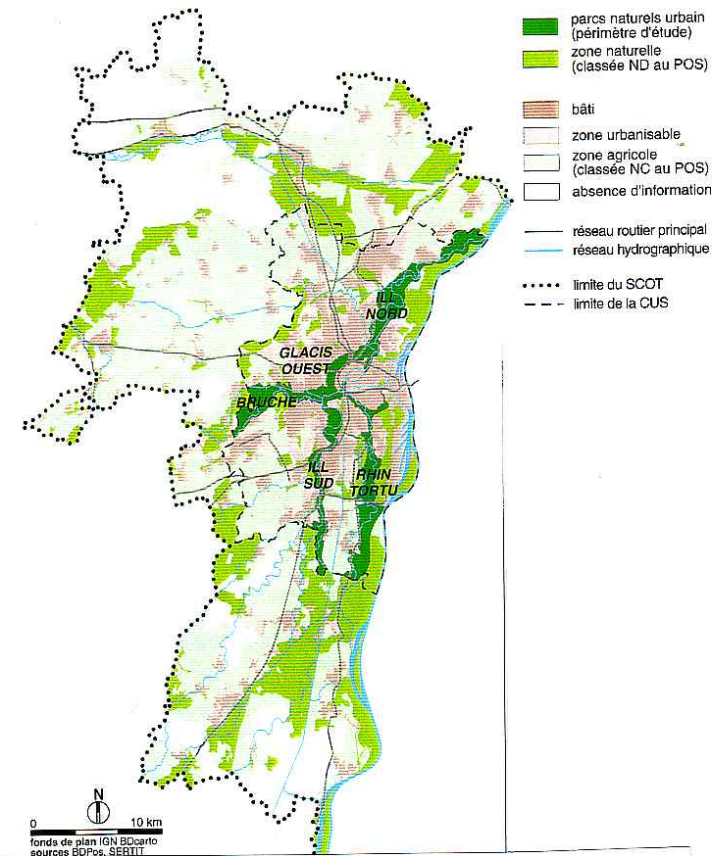 parcs naturels urbain
(périmètre d'étude)
zone naturelle
(classée ND au POS)
bâti
zone urbanisable
zone agricole
(classée NC au POS)
absence d'information
réseau routier principal
réseau hydrographique
limite du SCOT
limite de la CUS
ILL
NORD
GLACIS
OUEST
BRUCHE
ILL
SUD
RHIN
TORTU
N
0 10 km
fonds de plan IGN BDcarto
sources BDPos, SERTIT